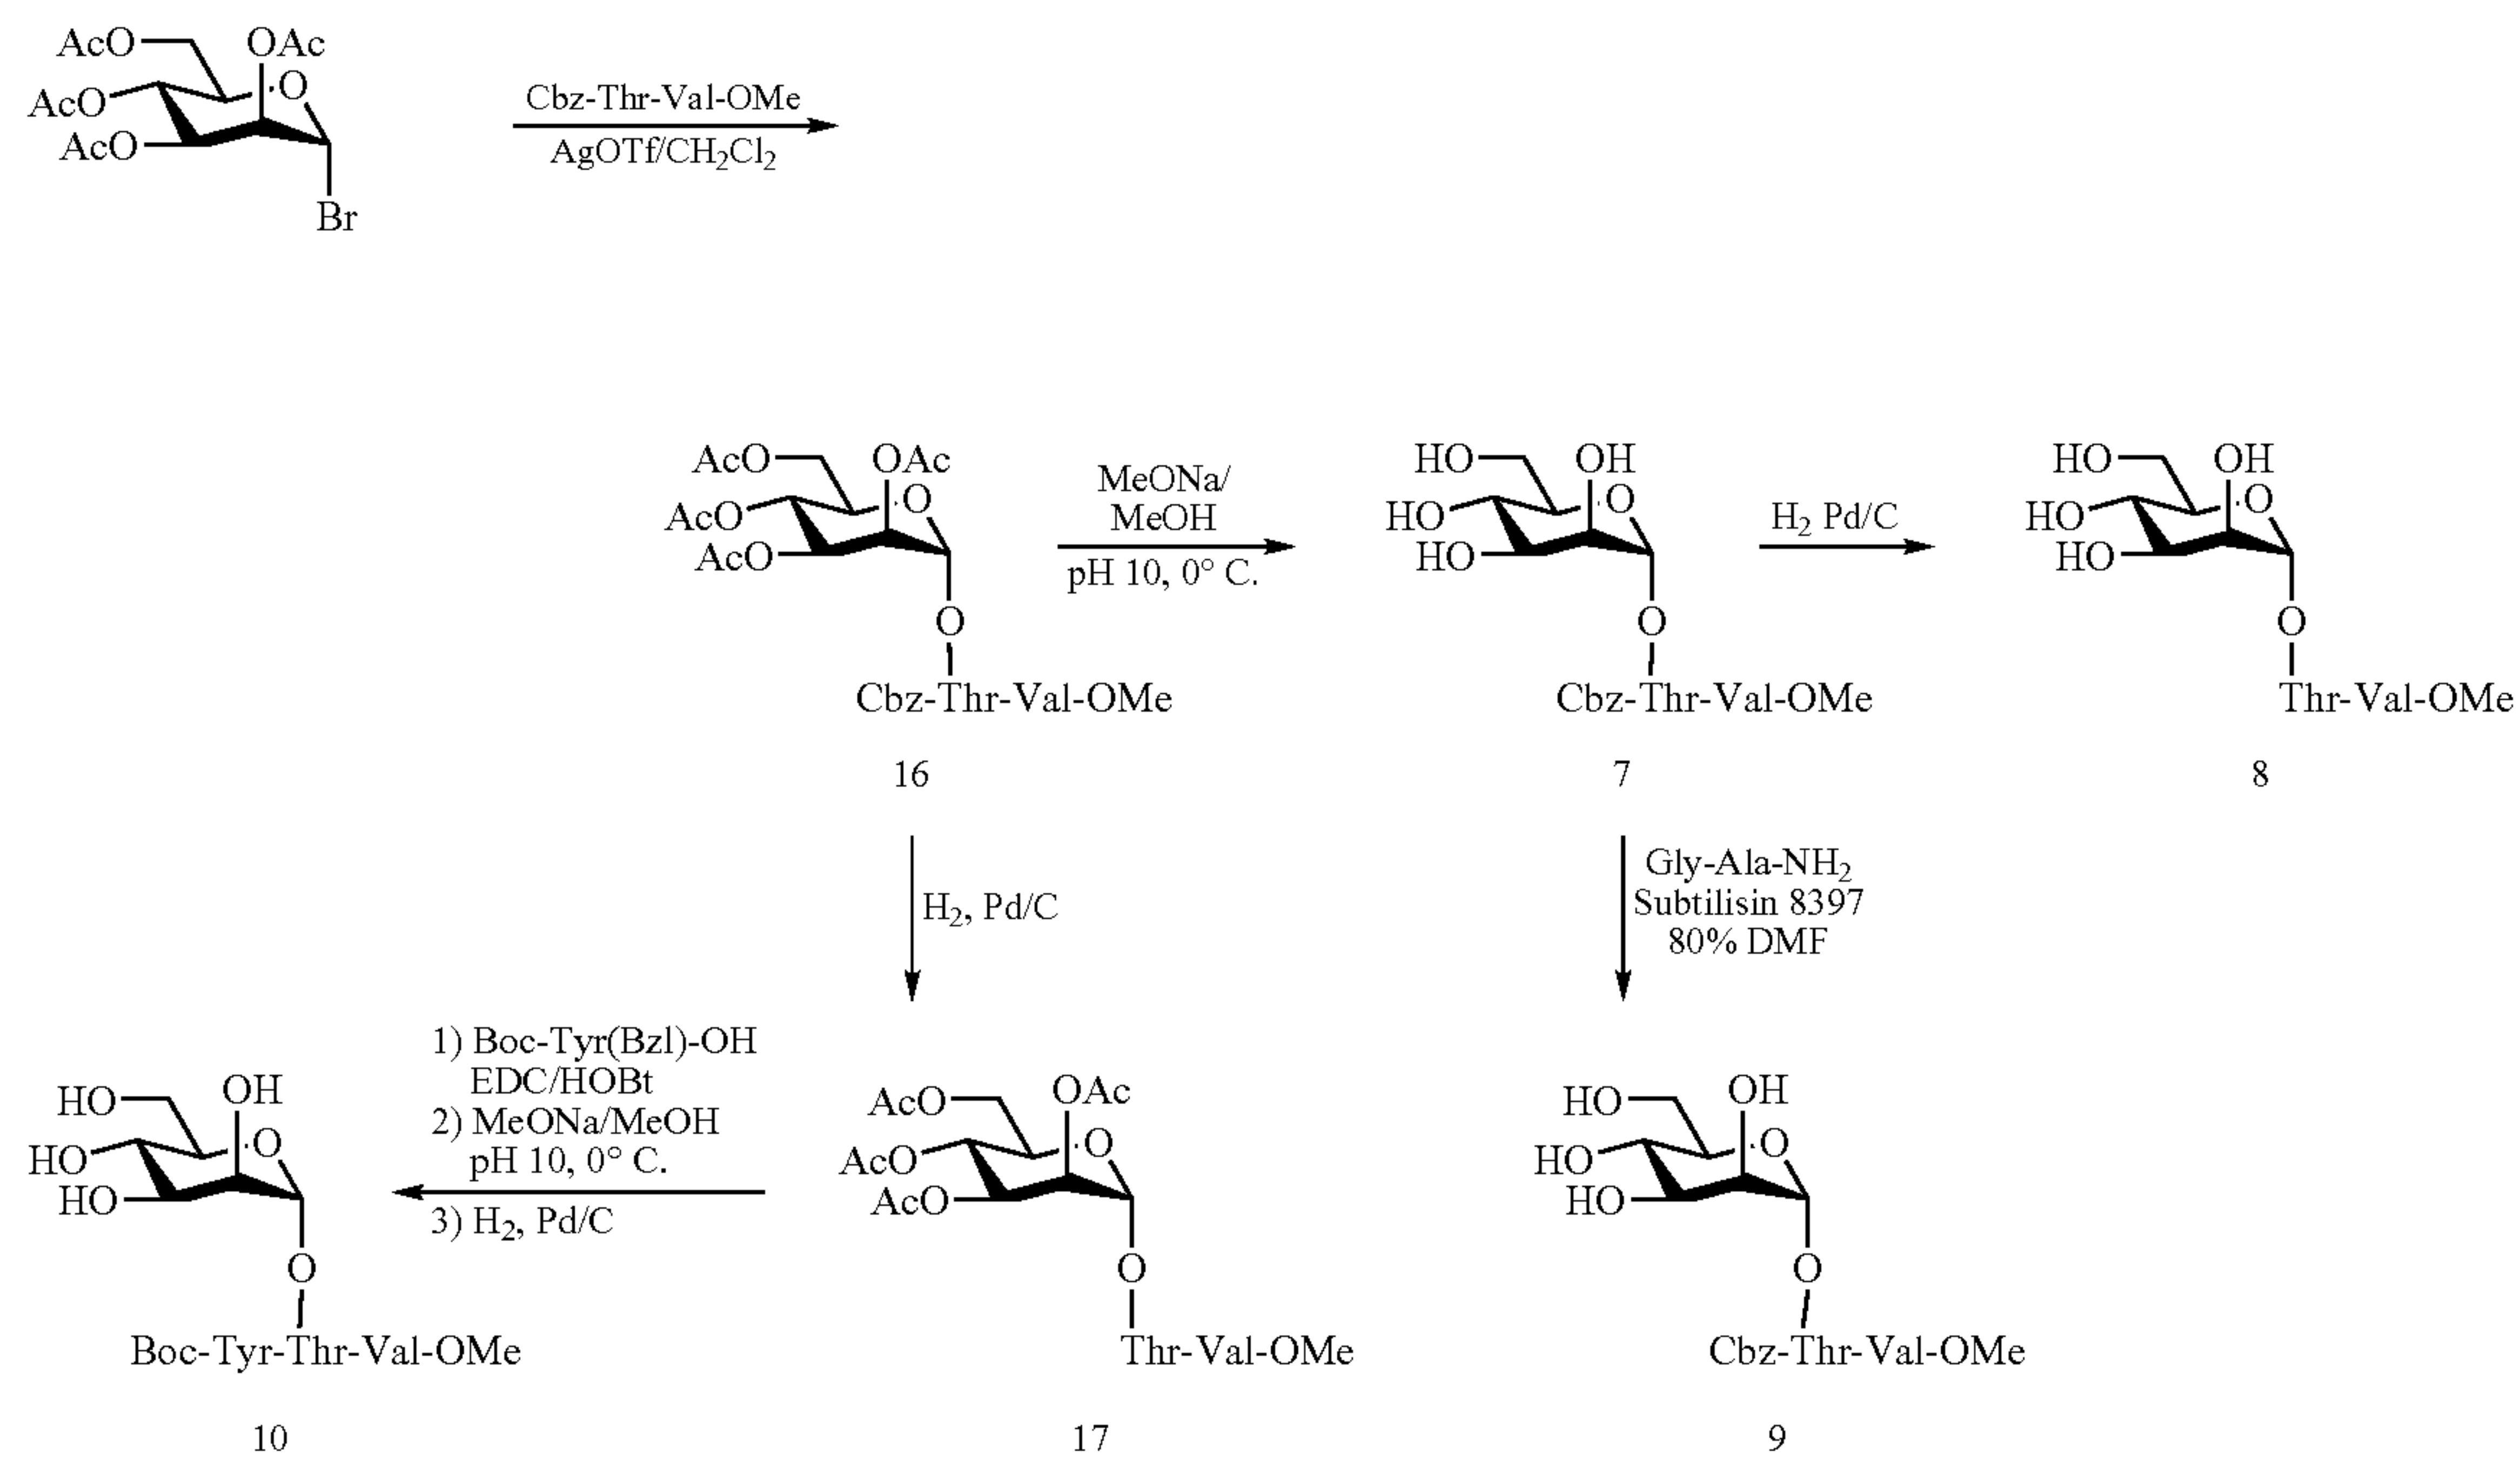 AcO
OAc
O
AcO
AcO
Br
Cbz-Thr-Val-OMe
AgOTf/CH₂Cl₂
AcO
OAc
O
AcO
AcO
O
Cbz-Thr-Val-OMe
16
MeONa/
MeOH
pH 10, 0° C.
HO
OH
O
HO
HO
O
Cbz-Thr-Val-OMe
7
H₂ Pd/C
HO
OH
O
HO
HO
O
Thr-Val-OMe
8
H₂, Pd/C
Gly-Ala-NH₂
Subtilisin 8397
80% DMF
HO
OH
O
HO
HO
O
Boc-Tyr-Thr-Val-OMe
10
1) Boc-Tyr(Bzl)-OH
EDC/HOBt
2) MeONa/MeOH
pH 10, 0° C.
3) H₂, Pd/C
AcO
OAc
O
AcO
AcO
O
Thr-Val-OMe
17
HO
OH
O
HO
HO
O
Cbz-Thr-Val-OMe
9